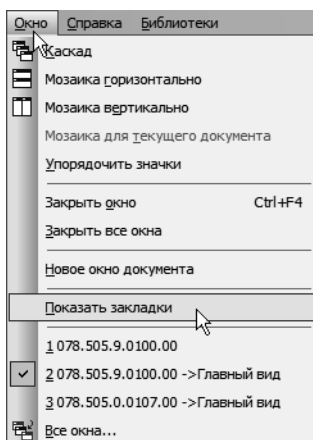 Окно Справка Библиотеки
Каскад
Мозаика горизонтально
Мозаика вертикально
Мозаика для текущего документа
Упорядочить значки
Закрыть окно Ctrl+F4
Закрыть все окна
Новое окно документа
Показать закладки
1 078.505.9.0100.00
2 078.505.9.0100.00 ->Главный вид
3 078.505.0.0107.00 ->Главный вид
Все окна...